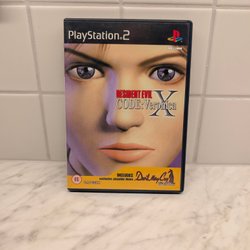 PlayStation 2
RESIDENT EVIL
CODE: Veronica
X
INCLUDES
Devil May Cry